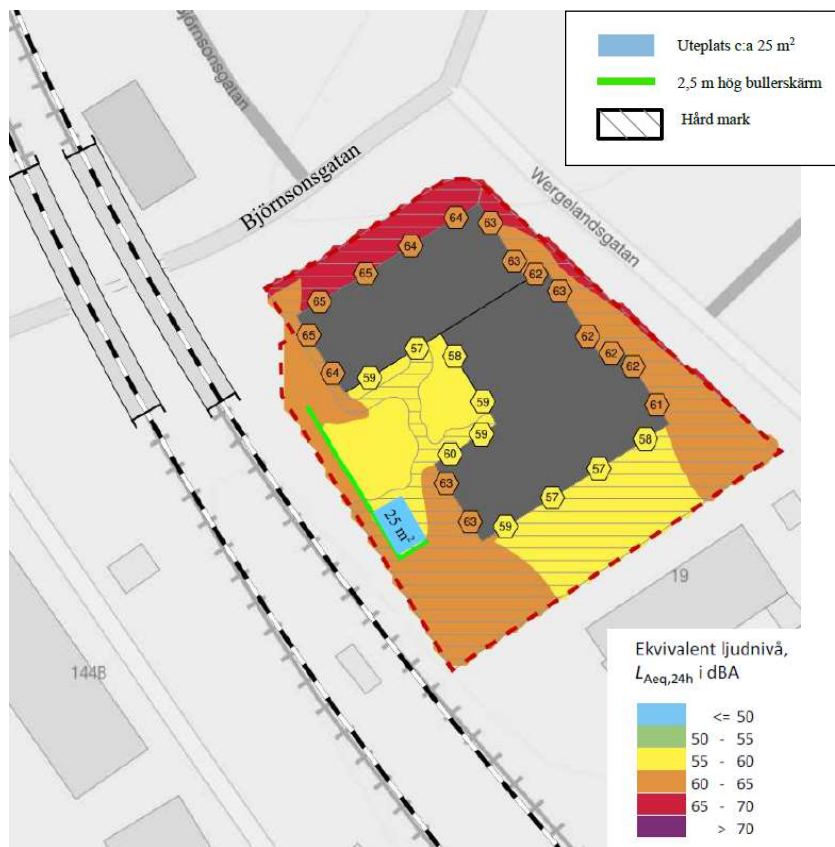 Uteplats c:a 25 m²
2,5 m hög bullerskärm
Hård mark
Björnsonsgatan
Björnsonsgatan
Wergelandsgatan
64
63
64
65
63
62
65
63
65
62
57
58
62
64
59
62
59
61
59
58
60
57
63
57
63
59
25 m²
19
144B
Ekvivalent ljudnivå,
LAeq,24h i dBA
<= 50
50 - 55
55 - 60
60 - 65
65 - 70
> 70